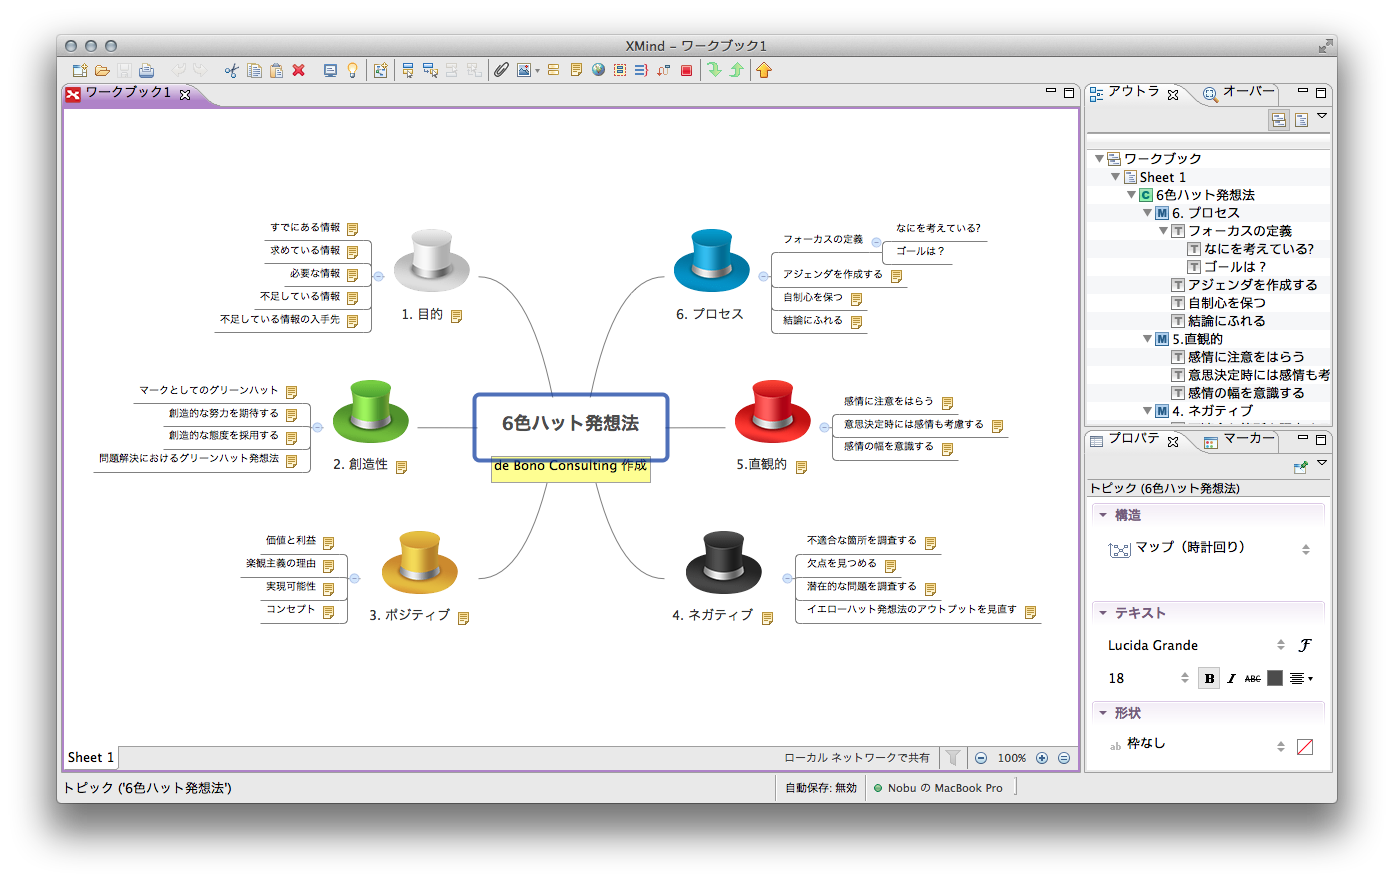 XMind – ワークブック1
ワークブック1
6色ハット発想法
de Bono Consulting 作成
1. 目的
すでにある情報
求めている情報
必要な情報
不足している情報
不足している情報の入手先
2. 創造性
マークとしてのグリーンハット
創造的な努力を期待する
創造的な態度を採用する
問題解決におけるグリーンハット発想法
3. ポジティブ
価値と利益
楽観主義の理由
実現可能性
コンセプト
6. プロセス
フォーカスの定義
なにを考えている?
ゴールは？
アジェンダを作成する
自制心を保つ
結論にふれる
5.直観的
感情に注意をはらう
意思決定時には感情も考慮する
感情の幅を意識する
4. ネガティブ
不適合な箇所を調査する
欠点を見つめる
潜在的な問題を調査する
イエローハット発想法のアウトプットを見直す
Sheet 1
ローカル ネットワークで共有
100%
トピック ('6色ハット発想法')
自動保存: 無効
Nobu の MacBook Pro
アウトラ
オーバー
ワークブック
Sheet 1
C 6色ハット発想法
M 6. プロセス
T フォーカスの定義
T なにを考えている?
T ゴールは？
T アジェンダを作成する
T 自制心を保つ
T 結論にふれる
M 5.直観的
T 感情に注意をはらう
T 意思決定時には感情も考
T 感情の幅を意識する
M 4. ネガティブ
プロパテ
マーカー
トピック (6色ハット発想法)
構造
マップ（時計回り）
テキスト
Lucida Grande
18
B I ABC
形状
ab 枠なし